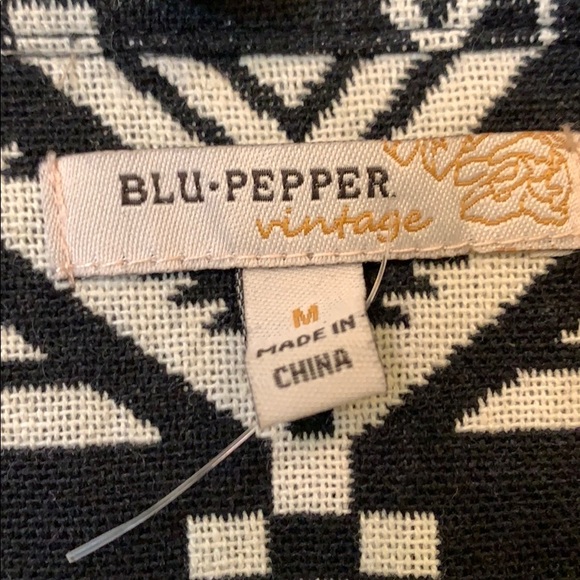 BLU·PEPPER.
vintage
M
MADE IN
CHINA